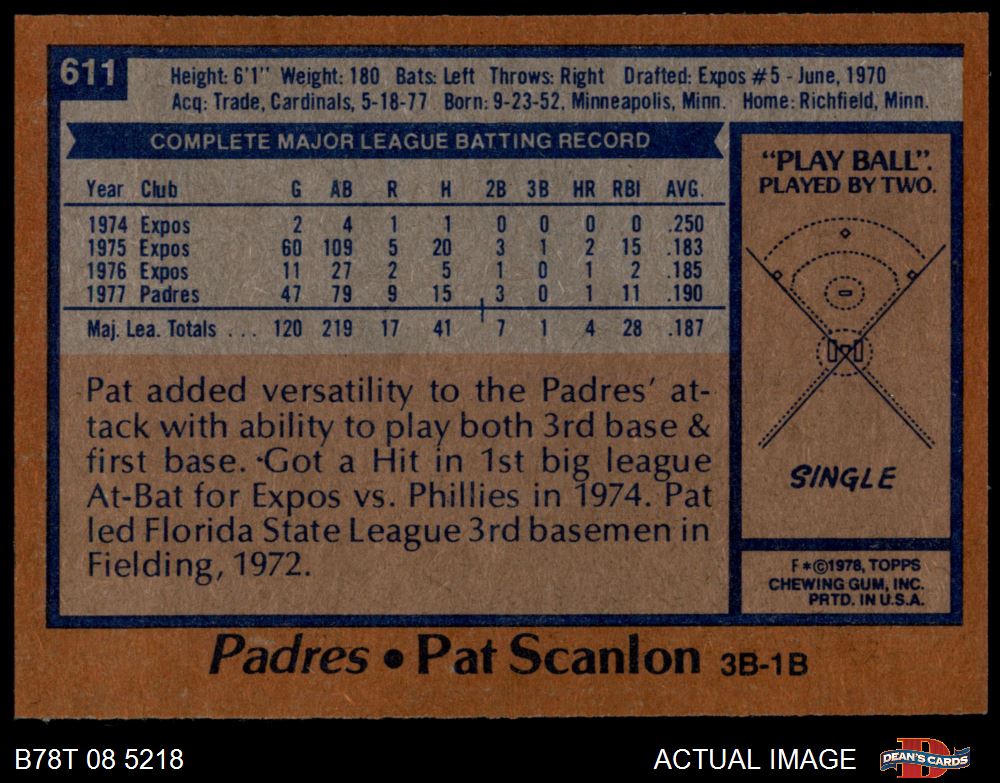 611
Height: 6'1" Weight: 180 Bats: Left Throws: Right Drafted: Expos #5 - June, 1970
Acq: Trade, Cardinals, 5-18-77 Born: 9-23-52, Minneapolis, Minn. Home: Richfield, Minn.
COMPLETE MAJOR LEAGUE BATTING RECORD
Year Club G AB R H 2B 3B HR RBI AVG.
1974 Expos 2 4 1 1 0 0 0 0 .250
1975 Expos 60 109 5 20 3 1 2 15 .183
1976 Expos 11 27 2 5 1 0 1 2 .185
1977 Padres 47 79 9 15 3 0 1 11 .190
Maj. Lea. Totals ... 120 219 17 41 7 1 4 28 .187
Pat added versatility to the Padres' at-
tack with ability to play both 3rd base &
first base. Got a Hit in 1st big league
At-Bat for Expos vs. Phillies in 1974. Pat
led Florida State League 3rd basemen in
Fielding, 1972.
"PLAY BALL".
PLAYED BY TWO.
SINGLE
F*©1978, TOPPS
CHEWING GUM, INC.
PRTD. IN U.S.A.
Padres • Pat Scanlon 3B-1B
B78T 08 5218
ACTUAL IMAGE
D
DEAN'S CARDS